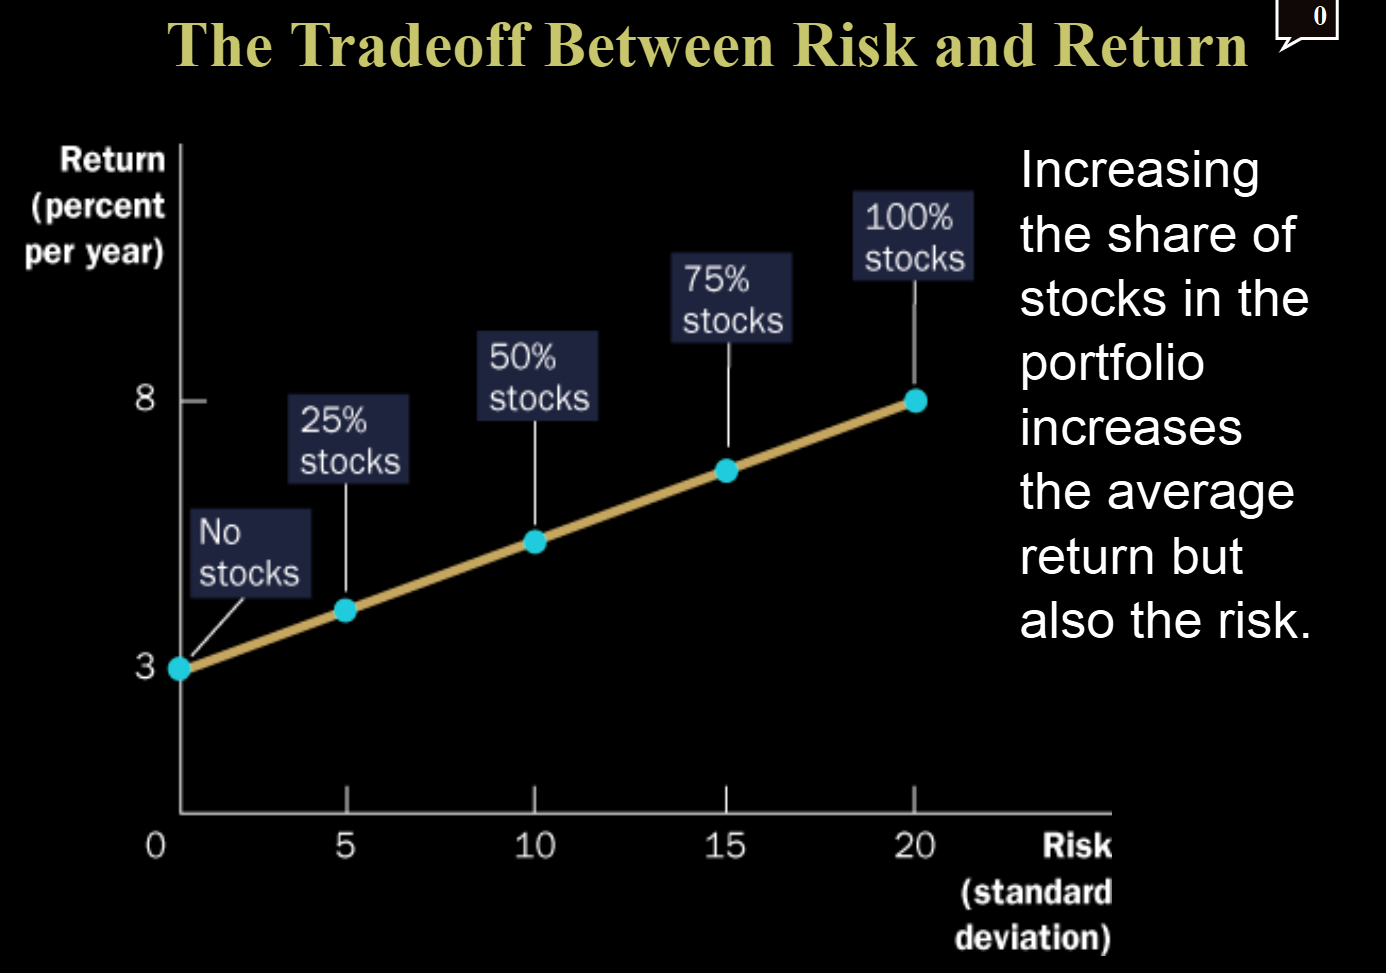 0
The Tradeoff Between Risk and Return
Return
(percent
per year)
8
3
No
stocks
25%
stocks
50%
stocks
75%
stocks
100%
stocks
0 5 10 15 20
Risk
(standard
deviation)
Increasing
the share of
stocks in the
portfolio
increases
the average
return but
also the risk.